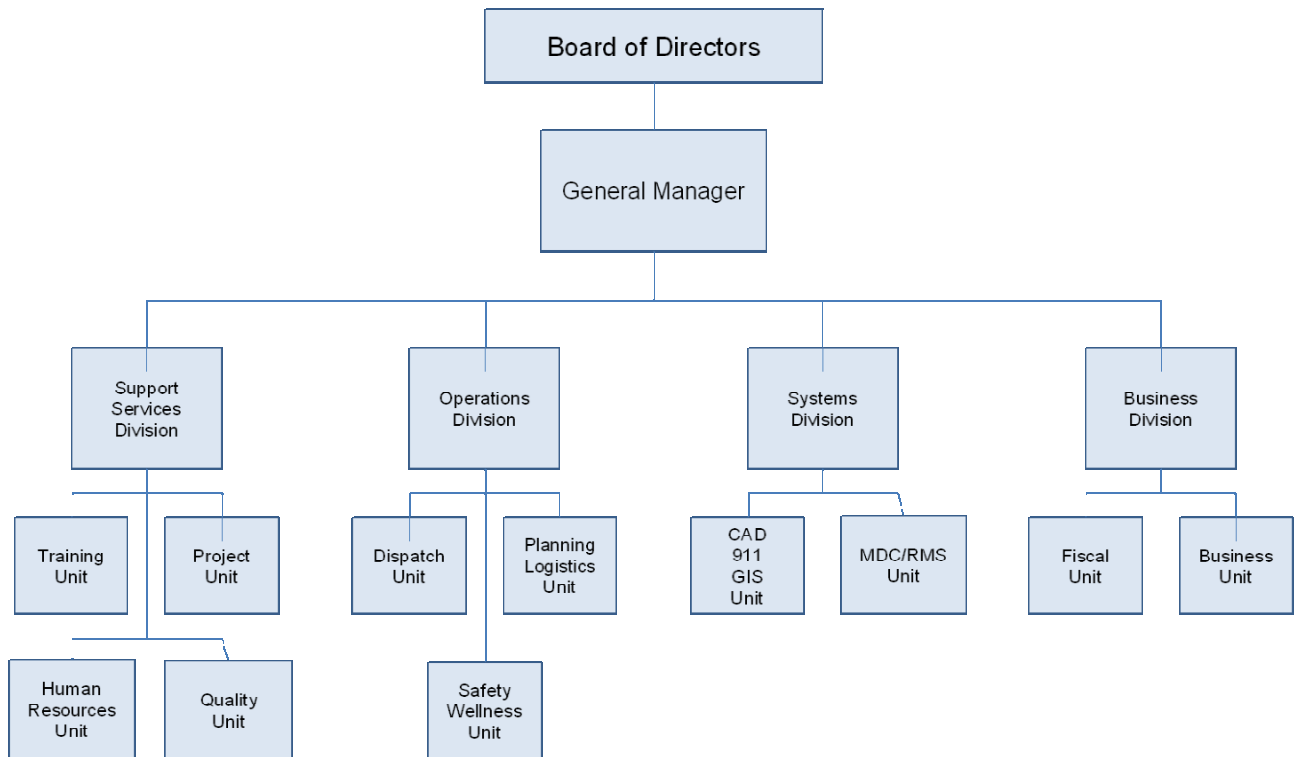 Board of Directors
General Manager
Support
Services
Division
Operations
Division
Systems
Division
Business
Division
Training
Unit
Project
Unit
Dispatch
Unit
Planning
Logistics
Unit
CAD
911
GIS
Unit
MDC/RMS
Unit
Fiscal
Unit
Business
Unit
Human
Resources
Unit
Quality
Unit
Safety
Wellness
Unit